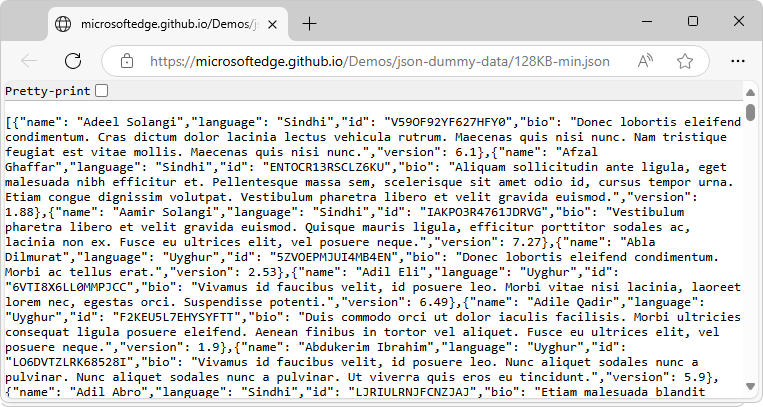 microsoftedge.github.io/Demos/js
https://microsoftedge.github.io/Demos/json-dummy-data/128KB-min.json
Pretty-print
[{"name": "Adeel Solangi","language": "Sindhi","id": "V59OF92YF627HFY0","bio": "Donec lobortis eleifend
condimentum. Cras dictum dolor lacinia lectus vehicula rutrum. Maecenas quis nisi nunc. Nam tristique
feugiat est vitae mollis. Maecenas quis nisi nunc.","version": 6.1},{"name": "Afzal
Ghaffar","language": "Sindhi","id": "ENTOCR13RSCLZ6KU","bio": "Aliquam sollicitudin ante ligula, eget
malesuada nibh efficitur et. Pellentesque massa sem, scelerisque sit amet odio id, cursus tempor urna.
Etiam congue dignissim volutpat. Vestibulum pharetra libero et velit gravida euismod.","version":
1.88},{"name": "Aamir Solangi","language": "Sindhi","id": "IAKPO3R4761JDRVG","bio": "Vestibulum
pharetra libero et velit gravida euismod. Quisque mauris ligula, efficitur porttitor sodales ac,
lacinia non ex. Fusce eu ultrices elit, vel posuere neque.","version": 7.27},{"name": "Abla
Dilmurat","language": "Uyghur","id": "5ZVOEPMJUI4MB4EN","bio": "Donec lobortis eleifend condimentum.
Morbi ac tellus erat.","version": 2.53},{"name": "Adil Eli","language": "Uyghur","id":
"6VTI8X6LL0MMPJCC","bio": "Vivamus id faucibus velit, id posuere leo. Morbi vitae nisi lacinia, laoreet
lorem nec, egestas orci. Suspendisse potenti.","version": 6.49},{"name": "Adile Qadir","language":
"Uyghur","id": "F2KEU5L7EHYSYFTT","bio": "Duis commodo orci ut dolor iaculis facilisis. Morbi ultricies
consequat ligula posuere eleifend. Aenean finibus in tortor vel aliquet. Fusce eu ultrices elit, vel
posuere neque.","version": 1.9},{"name": "Abdukerim Ibrahim","language": "Uyghur","id":
"LO6DVTZLRK68528I","bio": "Vivamus id faucibus velit, id posuere leo. Nunc aliquet sodales nunc a
pulvinar. Nunc aliquet sodales nunc a pulvinar. Ut viverra quis eros eu tincidunt.","version": 5.9},
{"name": "Adil Abro","language": "Sindhi","id": "LJRIULRNJFCNZJAJ","bio": "Etiam malesuada blandit